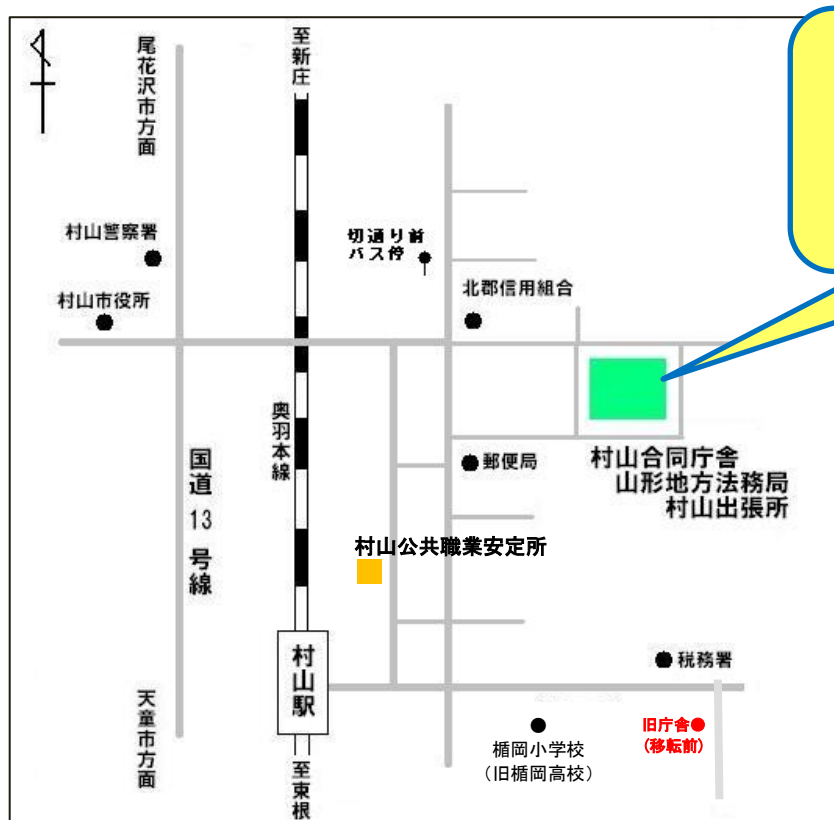 至新庄
尾花沢市方面
村山警察署
切通り前
バス停
村山市役所
北郡信用組合
奥羽本線
国道13号線
郵便局
村山合同庁舎
山形地方法務局
村山出張所
村山公共職業安定所
村山駅
税務署
天童市方面
旧庁舎
(移転前)
楯岡小学校
（旧楯岡高校）
至東根